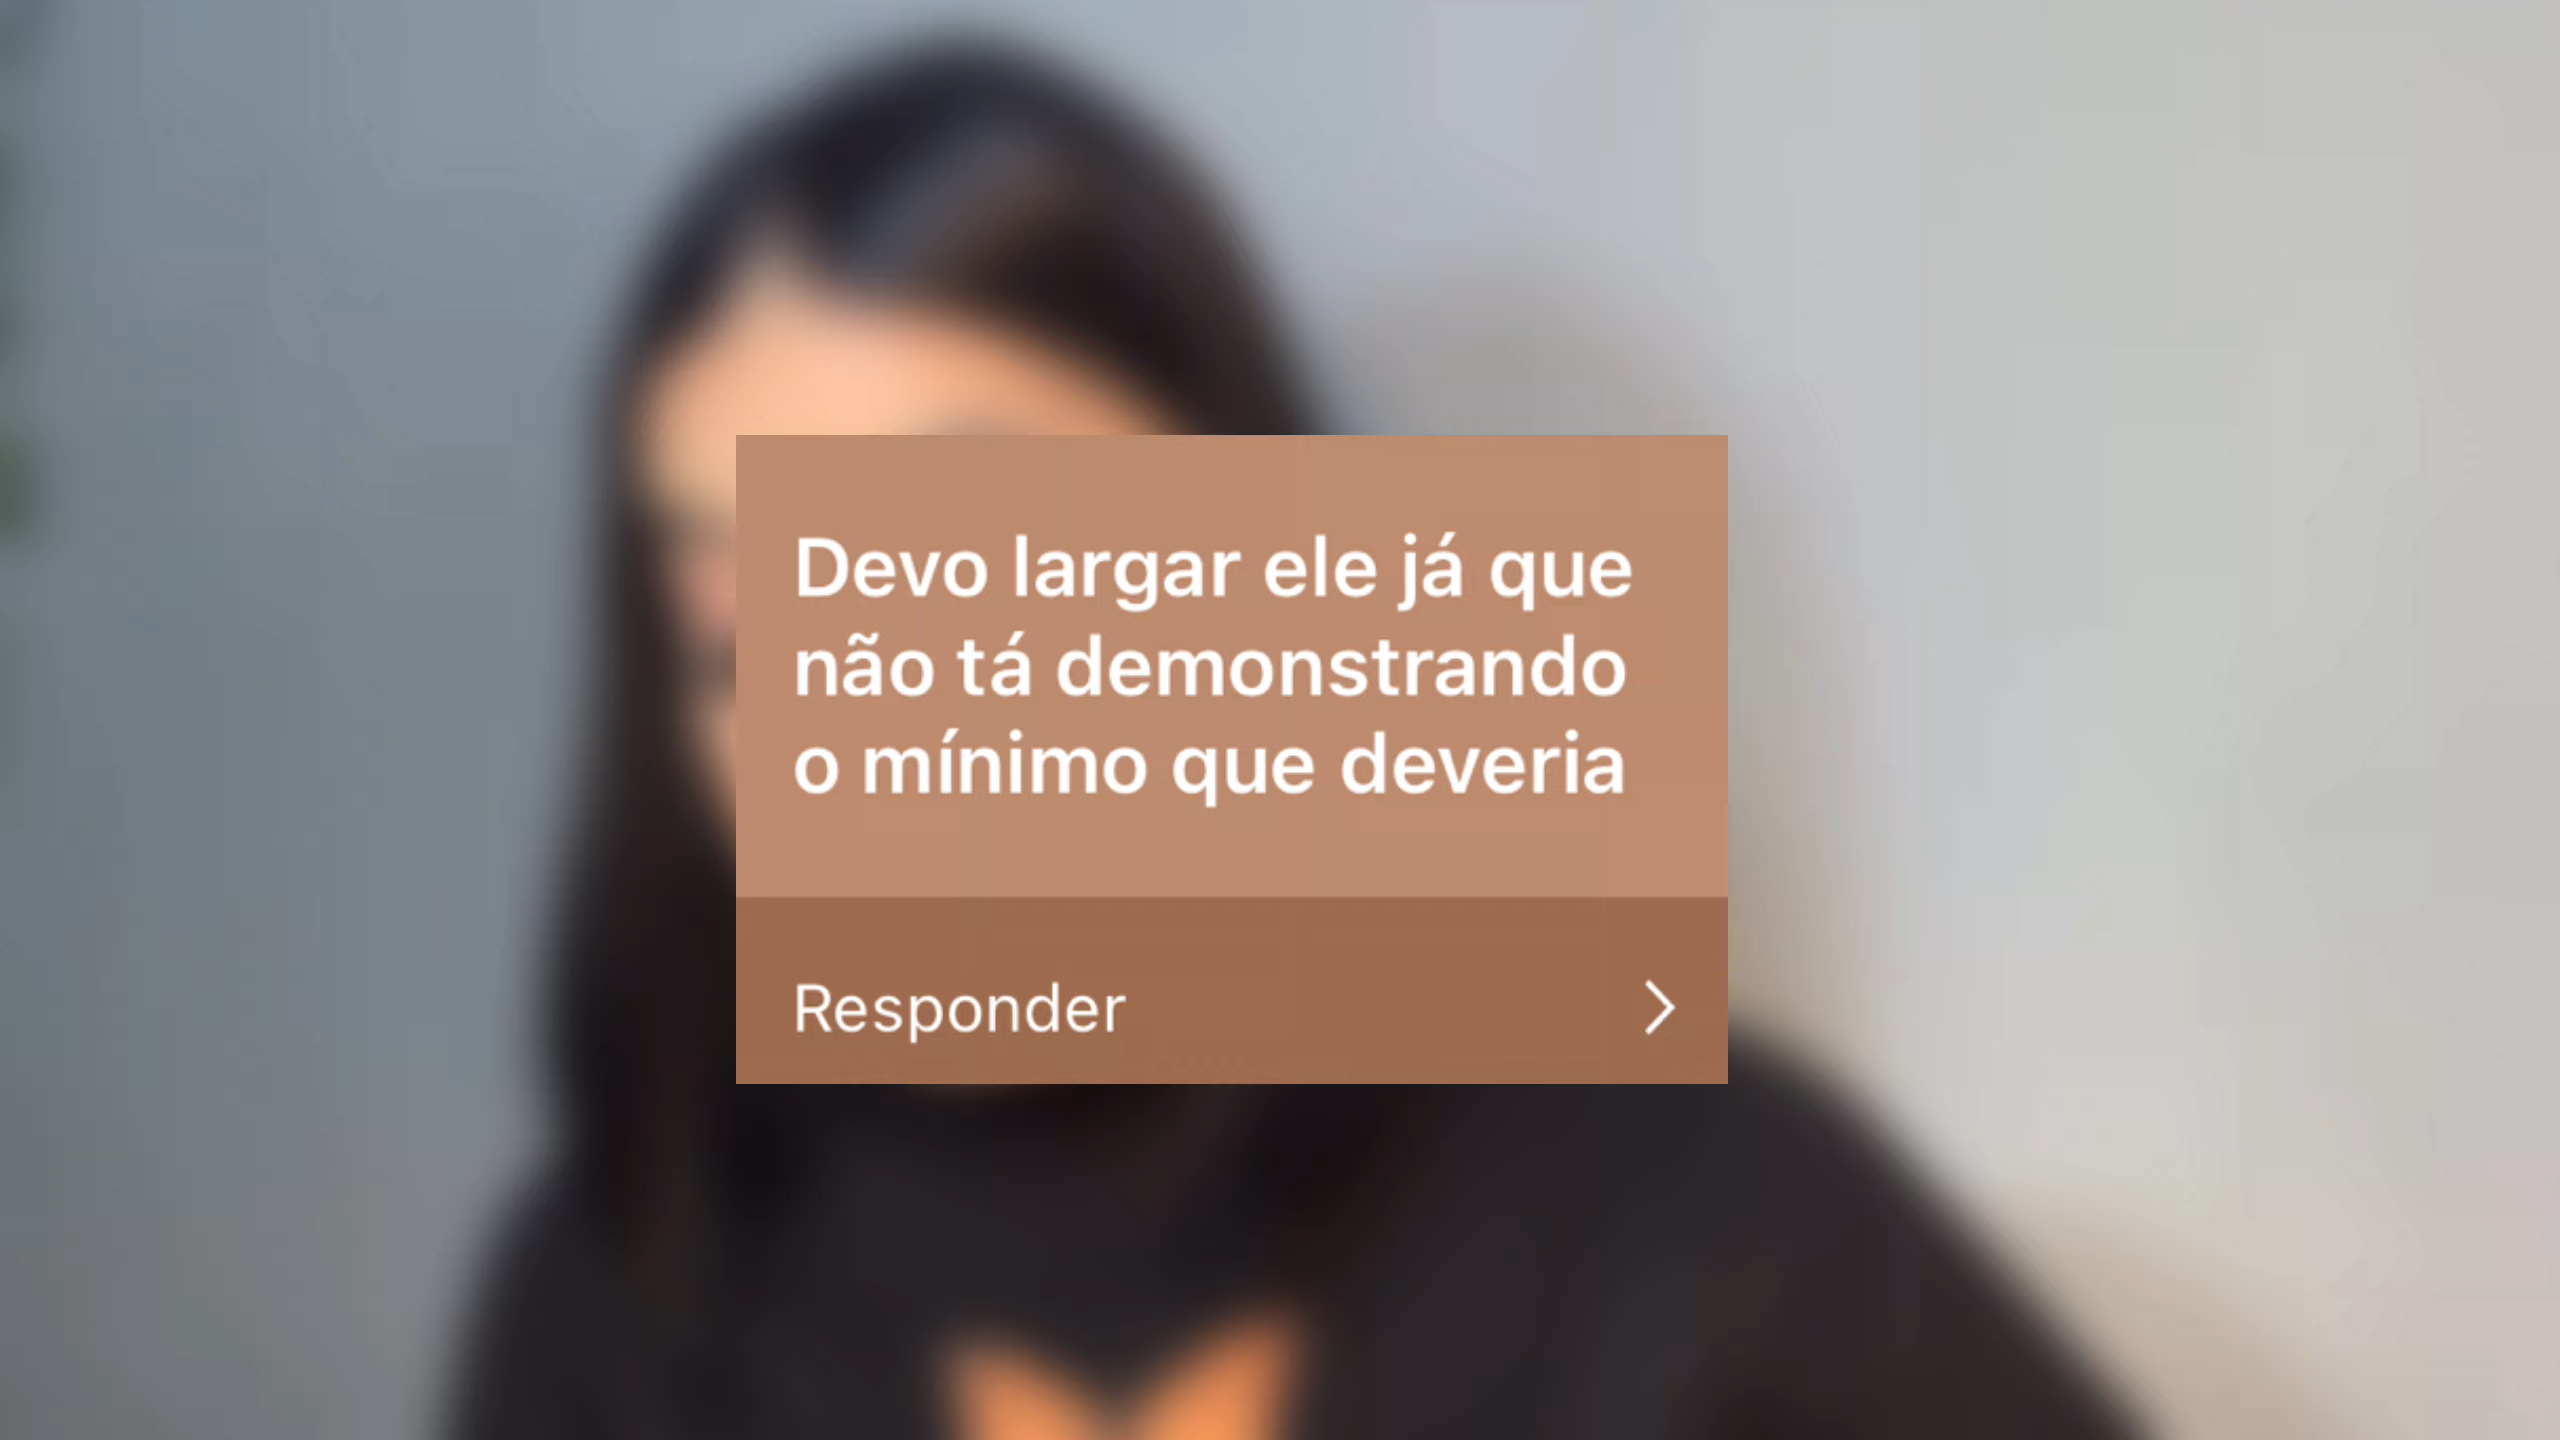 Devo largar ele já que
não tá demonstrando
o mínimo que deveria
Responder